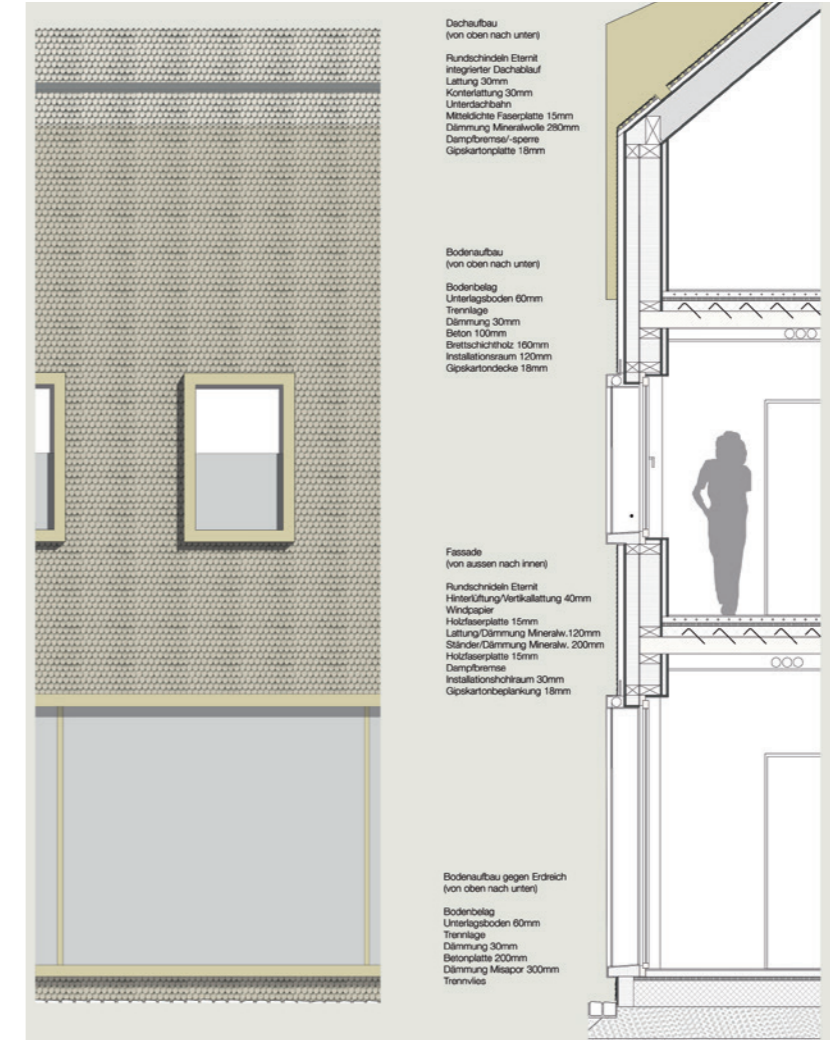 Dachaufbau
(von oben nach unten)
Rundschindeln Eternit
integrierter Dachablauf
Lattung 30mm
Konterlattung 30mm
Unterdachbahn
Mitteldichte Faserplatte 15mm
Dämmung Mineralwolle 280mm
Dampfbremse/-sperre
Gipskartonplatte 18mm
Bodenaufbau
(von oben nach unten)
Bodenbelag
Unterlagsboden 60mm
Trennlage
Dämmung 30mm
Beton 100mm
Brettschichtholz 160mm
Installationsraum 120mm
Gipskartondecke 18mm
Fassade
(von aussen nach innen)
Rundschnideln Eternit
Hinterlüftung/Vertikallattung 40mm
Windpapier
Holzfaserplatte 15mm
Lattung/Dämmung Mineralw.120mm
Ständer/Dämmung Mineralw. 200mm
Holzfaserplatte 15mm
Dampfbremse
Installationshohlraum 30mm
Gipskartonbeplankung 18mm
Bodenaufbau gegen Erdreich
(von oben nach unten)
Bodenbelag
Unterlagsboden 60mm
Trennlage
Dämmung 30mm
Betonplatte 200mm
Dämmung Misapor 300mm
Trennvlies